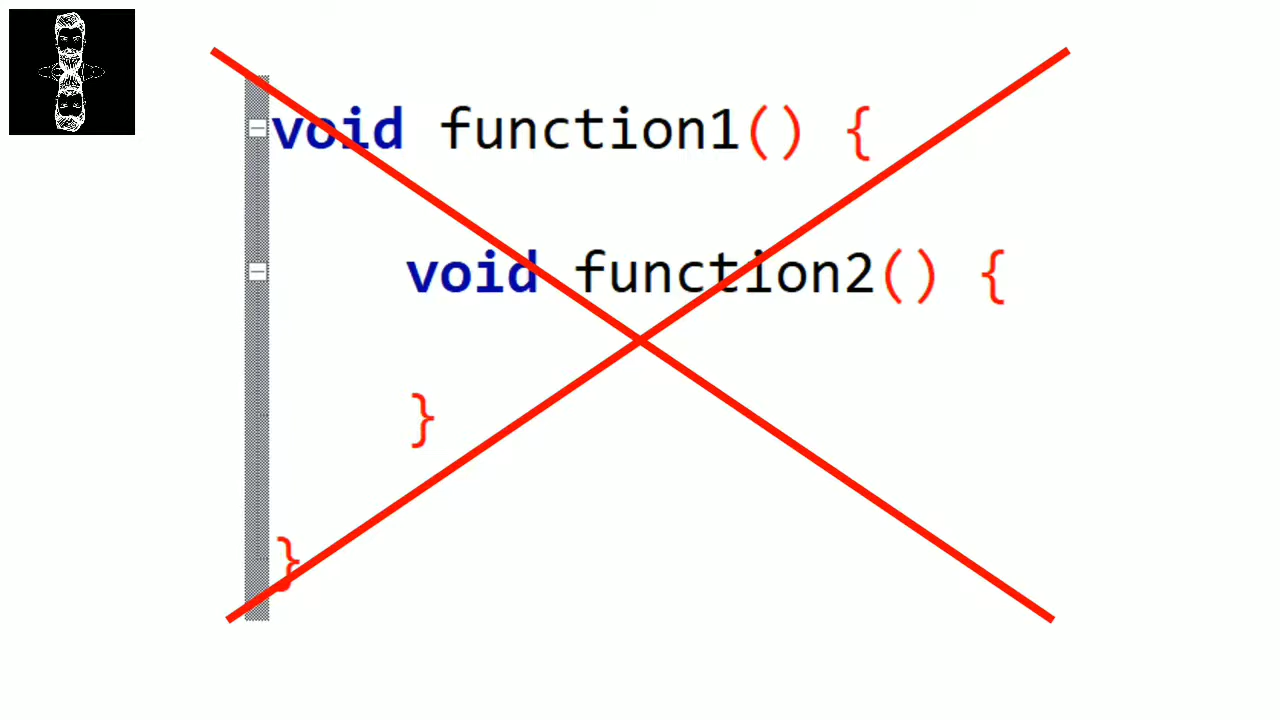 void function1() {
void function2() {
}
}